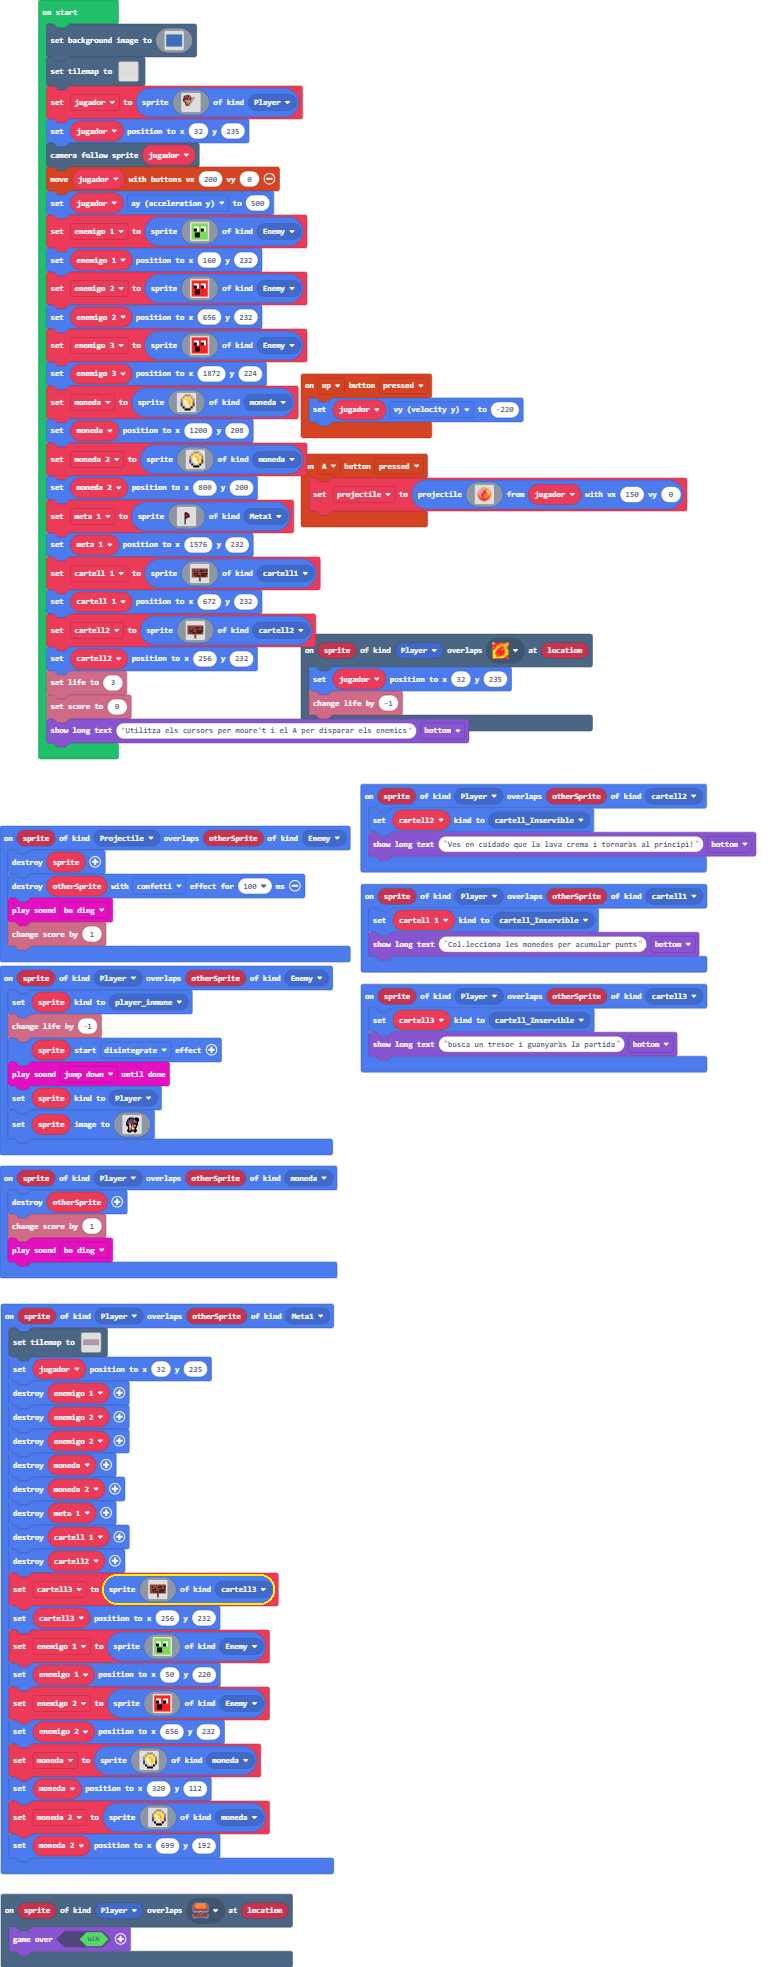 on start
set background image to
set tilemap to
set jugador to sprite of kind Player
set jugador position to x 32 y 235
camera follow sprite jugador
move jugador with buttons vx 200 vy 0
set jugador ay (acceleration y) to 500
set enemigo 1 to sprite of kind Enemy
set enemigo 1 position to x 160 y 232
set enemigo 2 to sprite of kind Enemy
set enemigo 2 position to x 656 y 232
set enemigo 3 to sprite of kind Enemy
set enemigo 3 position to x 1872 y 224
set moneda to sprite of kind moneda
set moneda position to x 1200 y 208
set moneda 2 to sprite of kind moneda
set moneda 2 position to x 800 y 200
set meta 1 to sprite of kind Meta1
set meta 1 position to x 1576 y 232
set cartell 1 to sprite of kind cartell1
set cartell 1 position to x 672 y 232
set cartell2 to sprite of kind cartell2
set cartell2 position to x 256 y 232
set life to 3
set score to 0
show long text "Utilitza els cursors per moure't i el A per disparar els enemics" bottom
on up button pressed
set jugador vy (velocity y) to -220
on A button pressed
set projectile to projectile from jugador with vx 150 vy 0
on sprite of kind Player overlaps at location
set jugador position to x 32 y 235
change life by -1
on sprite of kind Projectile overlaps otherSprite of kind Enemy
destroy sprite
destroy otherSprite with confetti effect for 100 ms
play sound ba ding
change score by 1
on sprite of kind Player overlaps otherSprite of kind Enemy
set sprite kind to player_inmune
change life by -1
sprite start disintegrate effect
play sound jump down until done
set sprite kind to Player
set sprite image to
on sprite of kind Player overlaps otherSprite of kind moneda
destroy otherSprite
change score by 1
play sound ba ding
on sprite of kind Player overlaps otherSprite of kind cartell2
set cartell2 kind to cartell_Inservible
show long text "Ves en cuidado que la lava crema i tornaràs al principi!" bottom
on sprite of kind Player overlaps otherSprite of kind cartell1
set cartell 1 kind to cartell_Inservible
show long text "Col.lecciona les monedes per acumular punts" bottom
on sprite of kind Player overlaps otherSprite of kind cartell3
set cartell3 kind to cartell_Inservible
show long text "busca un tresor i guanyaràs la partida" bottom
on sprite of kind Player overlaps otherSprite of kind Meta1
set tilemap to
set jugador position to x 32 y 235
destroy enemigo 1
destroy enemigo 2
destroy enemigo 2
destroy moneda
destroy moneda 2
destroy meta 1
destroy cartell 1
destroy cartell2
set cartell3 to sprite of kind cartell3
set cartell3 position to x 256 y 232
set enemigo 1 to sprite of kind Enemy
set enemigo 1 position to x 50 y 220
set enemigo 2 to sprite of kind Enemy
set enemigo 2 position to x 656 y 232
set moneda to sprite of kind moneda
set moneda position to x 320 y 112
set moneda 2 to sprite of kind moneda
set moneda 2 position to x 699 y 192
on sprite of kind Player overlaps at location
game over WIN